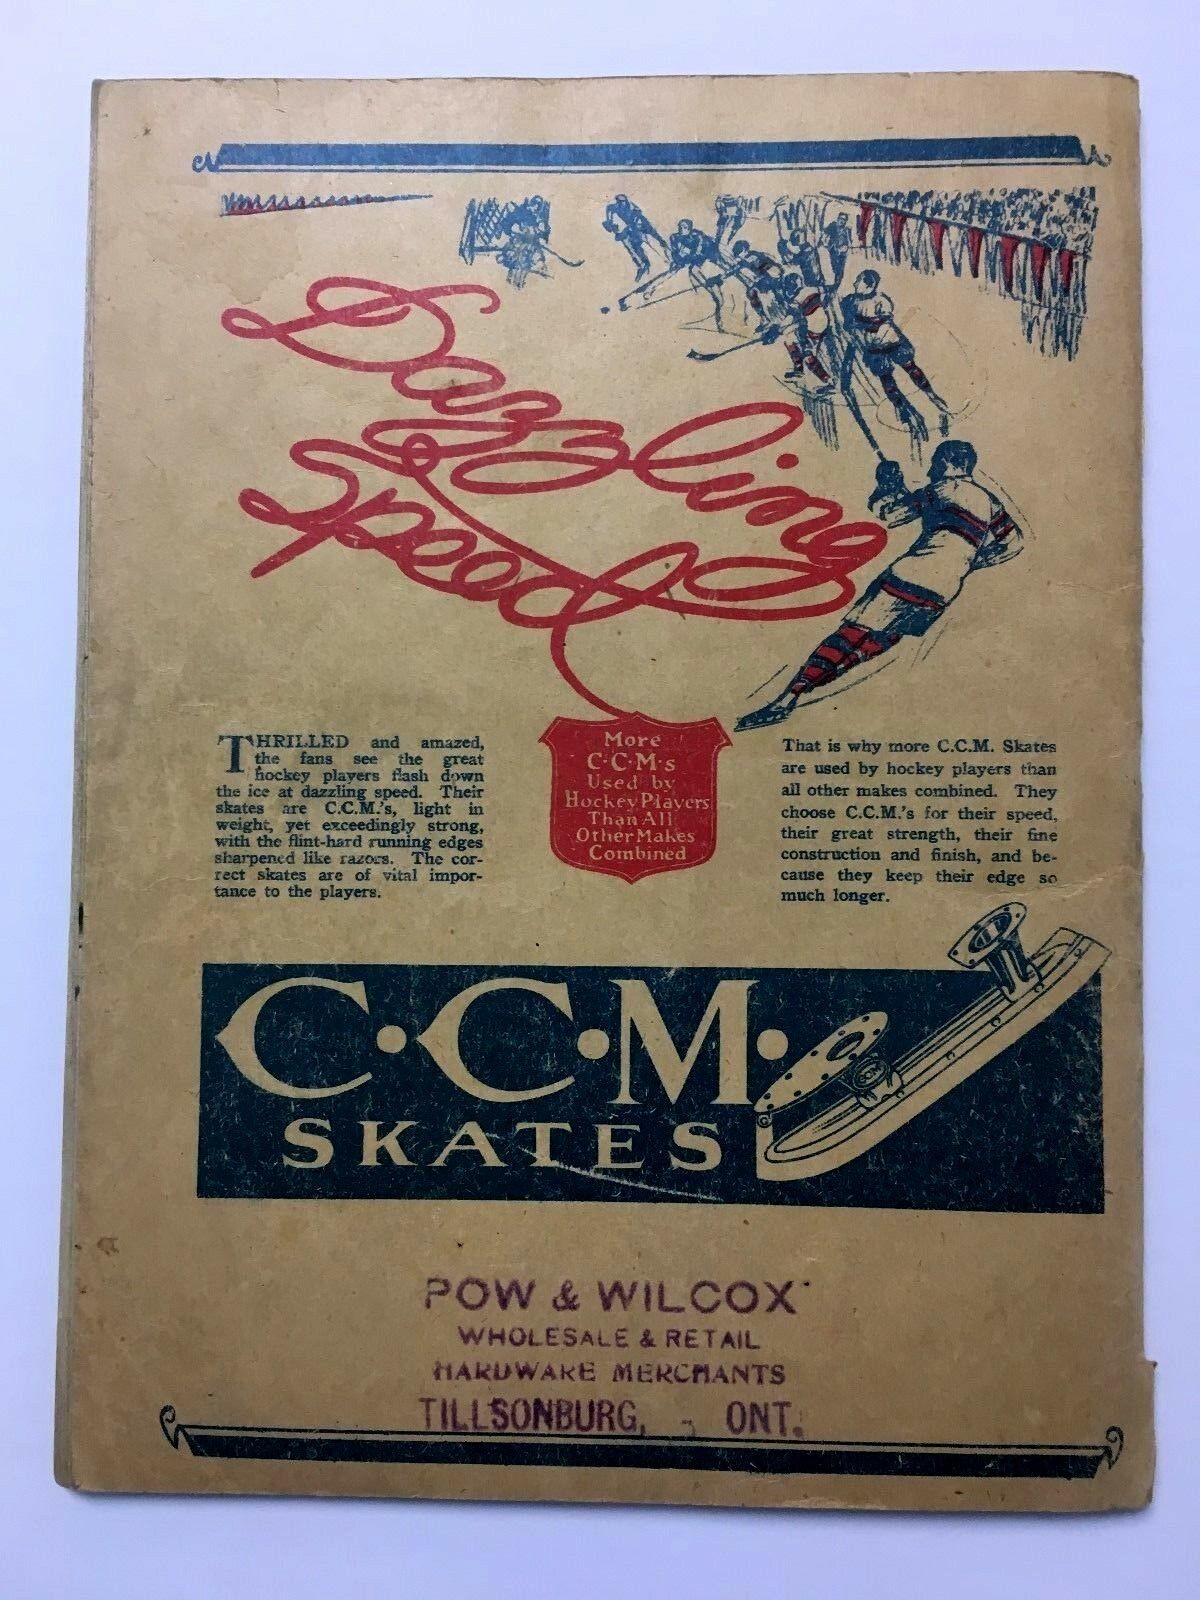 Dazzling
Speed
THRILLED and amazed,
the fans see the great
hockey players flash down
the ice at dazzling speed. Their
skates are C.C.M.'s, light in
weight, yet exceedingly strong,
with the flint-hard running edges
sharpened like razors. The cor-
rect skates are of vital impor-
tance to the players.
More
C·C·M·s
Used by
Hockey Players
Than All
Other Makes
Combined
That is why more C.C.M. Skates
are used by hockey players than
all other makes combined. They
choose C.C.M.'s for their speed,
their great strength, their fine
construction and finish, and be-
cause they keep their edge so
much longer.
C·C·M·
SKATES
CCM
POW & WILCOX
WHOLESALE & RETAIL
HARDWARE MERCHANTS
TILLSONBURG, - ONT.